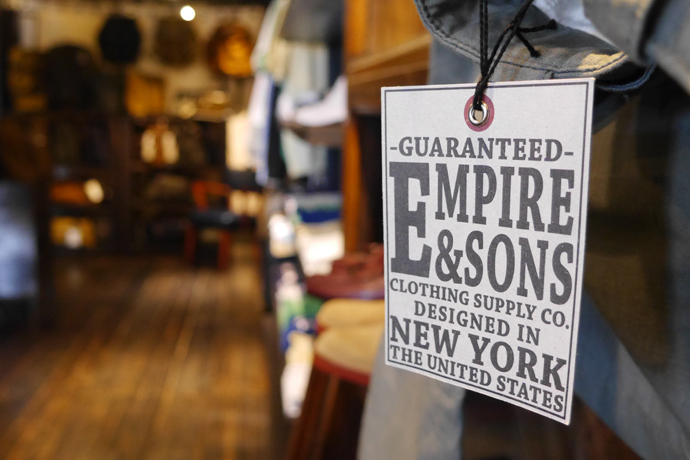 -GUARANTEED-
EMPIRE
&SONS
CLOTHING SUPPLY CO.
DESIGNED IN
NEW YORK
THE UNITED STATES